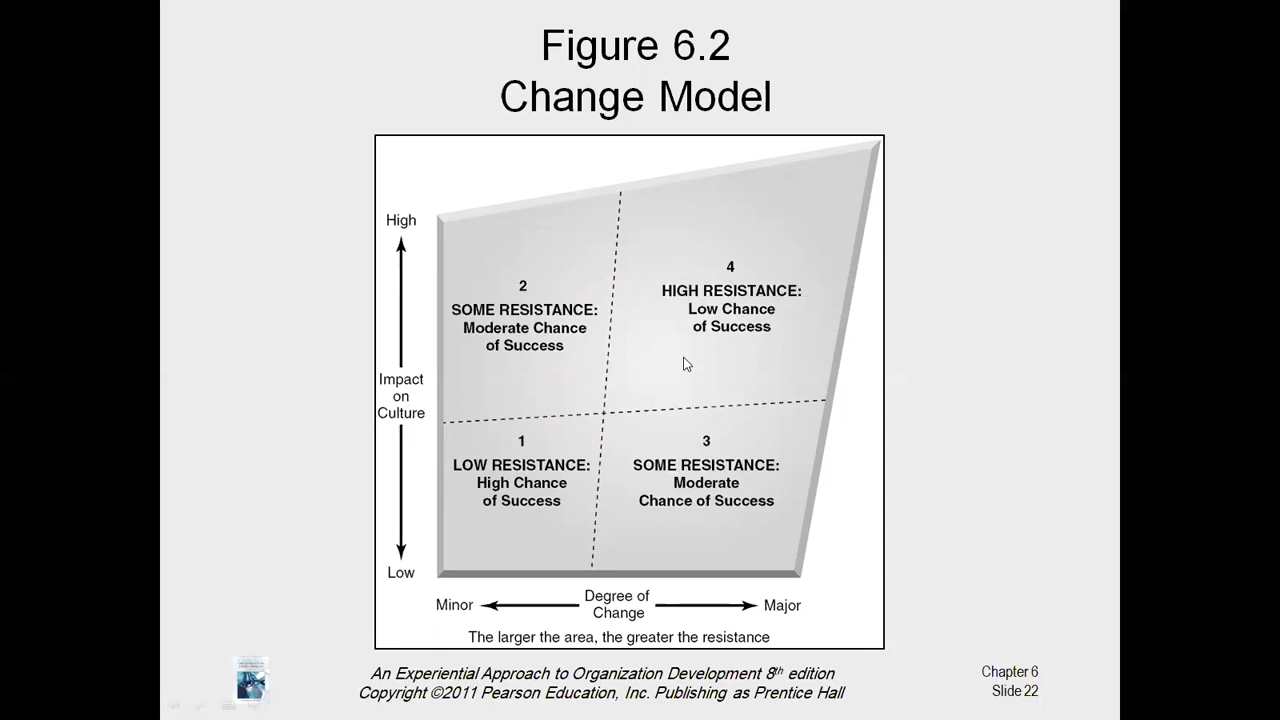 Figure 6.2
Change Model
High
Impact
on
Culture
Low
2
SOME RESISTANCE:
Moderate Chance
of Success
4
HIGH RESISTANCE:
Low Chance
of Success
1
LOW RESISTANCE:
High Chance
of Success
3
SOME RESISTANCE:
Moderate
Chance of Success
Minor
Degree of
Change
Major
The larger the area, the greater the resistance
An Experiential Approach to Organization Development 8th edition
Copyright ©2011 Pearson Education, Inc. Publishing as Prentice Hall
Chapter 6
Slide 22